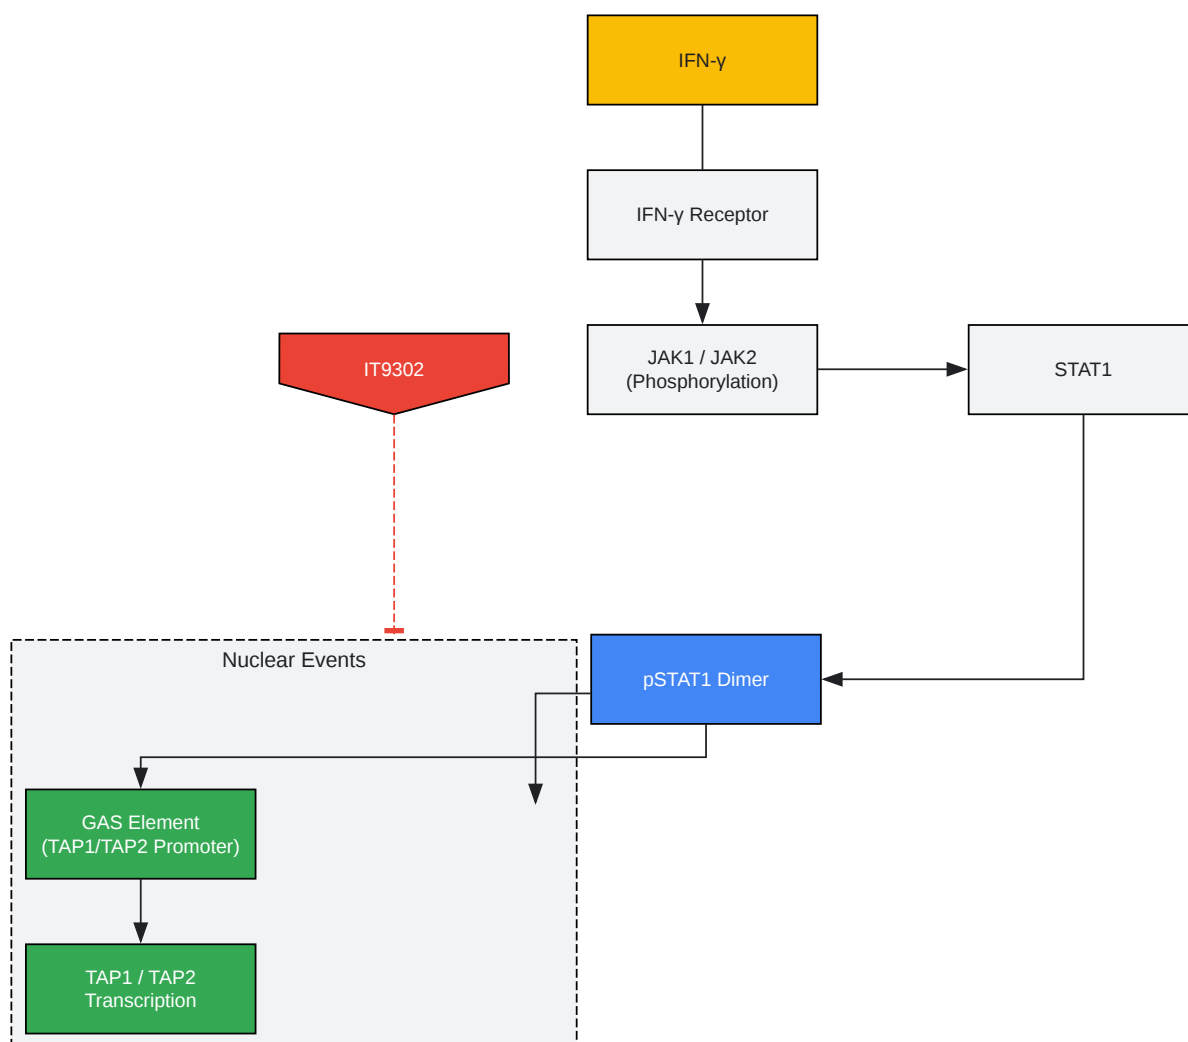 IFN-γ
IFN-γ Receptor
IT9302
JAK1 / JAK2
(Phosphorylation)
STAT1
Nuclear Events
pSTAT1 Dimer
GAS Element
(TAP1/TAP2 Promoter)
TAP1 / TAP2
Transcription